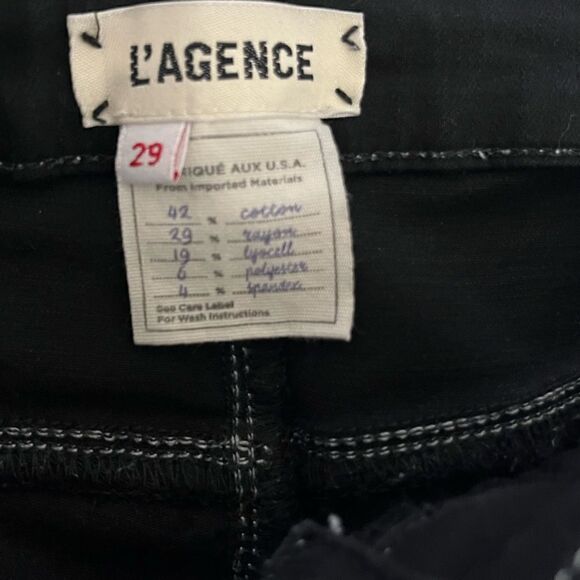 L'AGENCE
29
RIQUÉ AUX U.S.A.
From Imported Materials
42 % cotton
29 % rayon
19 % lyocell
6 % polyester
4 % spandex
See Care Label
For Wash Instructions